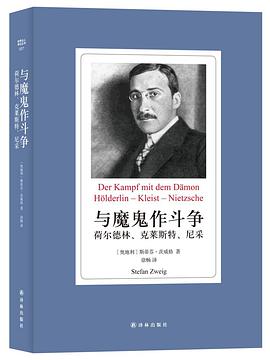 与魔鬼作斗争
荷尔德林、克莱斯特、尼采
Der Kampf mit dem Dämon
Hölderlin – Kleist – Nietzsche
与魔鬼作斗争
荷尔德林、克莱斯特、尼采
［奥地利］斯蒂芬·茨威格 著
徐畅 译
Stefan Zweig
译林出版社